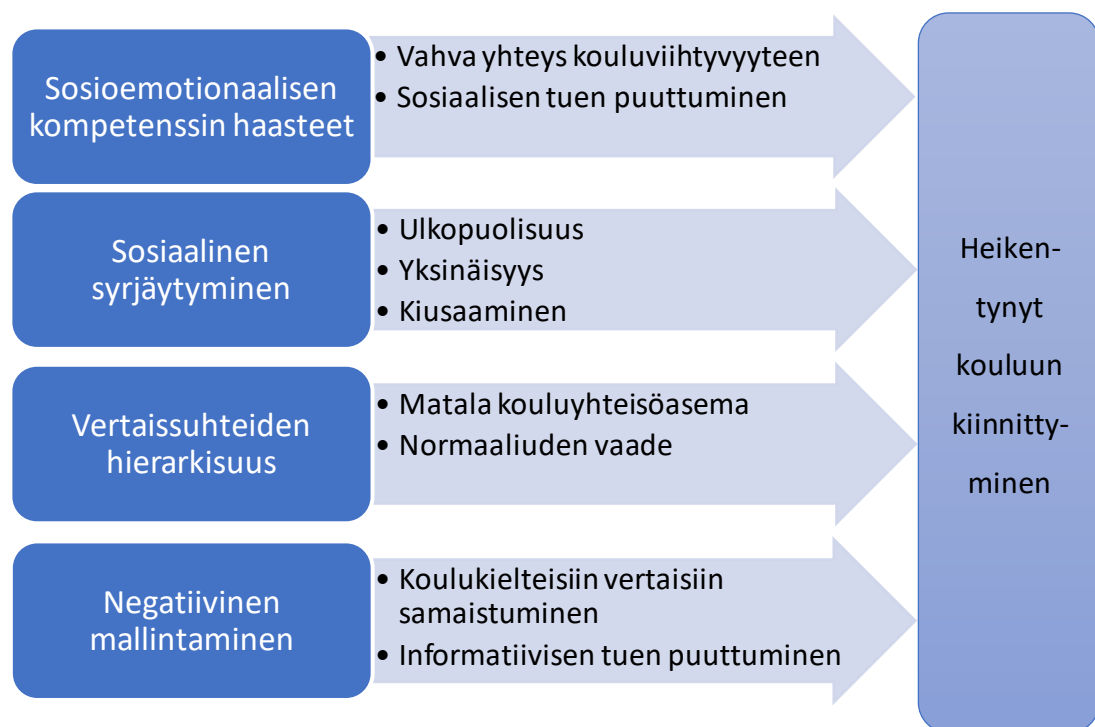 Sosioemotionaalisen
kompetenssin haasteet
• Vahva yhteys kouluviihtyvyyteen
• Sosiaalisen tuen puuttuminen
Sosiaalinen
syrjäytyminen
• Ulkopuolisuus
• Yksinäisyys
• Kiusaaminen
Vertaissuhteiden
hierarkisuus
• Matala kouluyhteisöasema
• Normaaliuden vaade
Negatiivinen
mallintaminen
• Koulukielteisiin vertaisiin
samaistuminen
• Informatiivisen tuen puuttuminen
Heiken-
tynyt
kouluun
kiinnitty-
minen